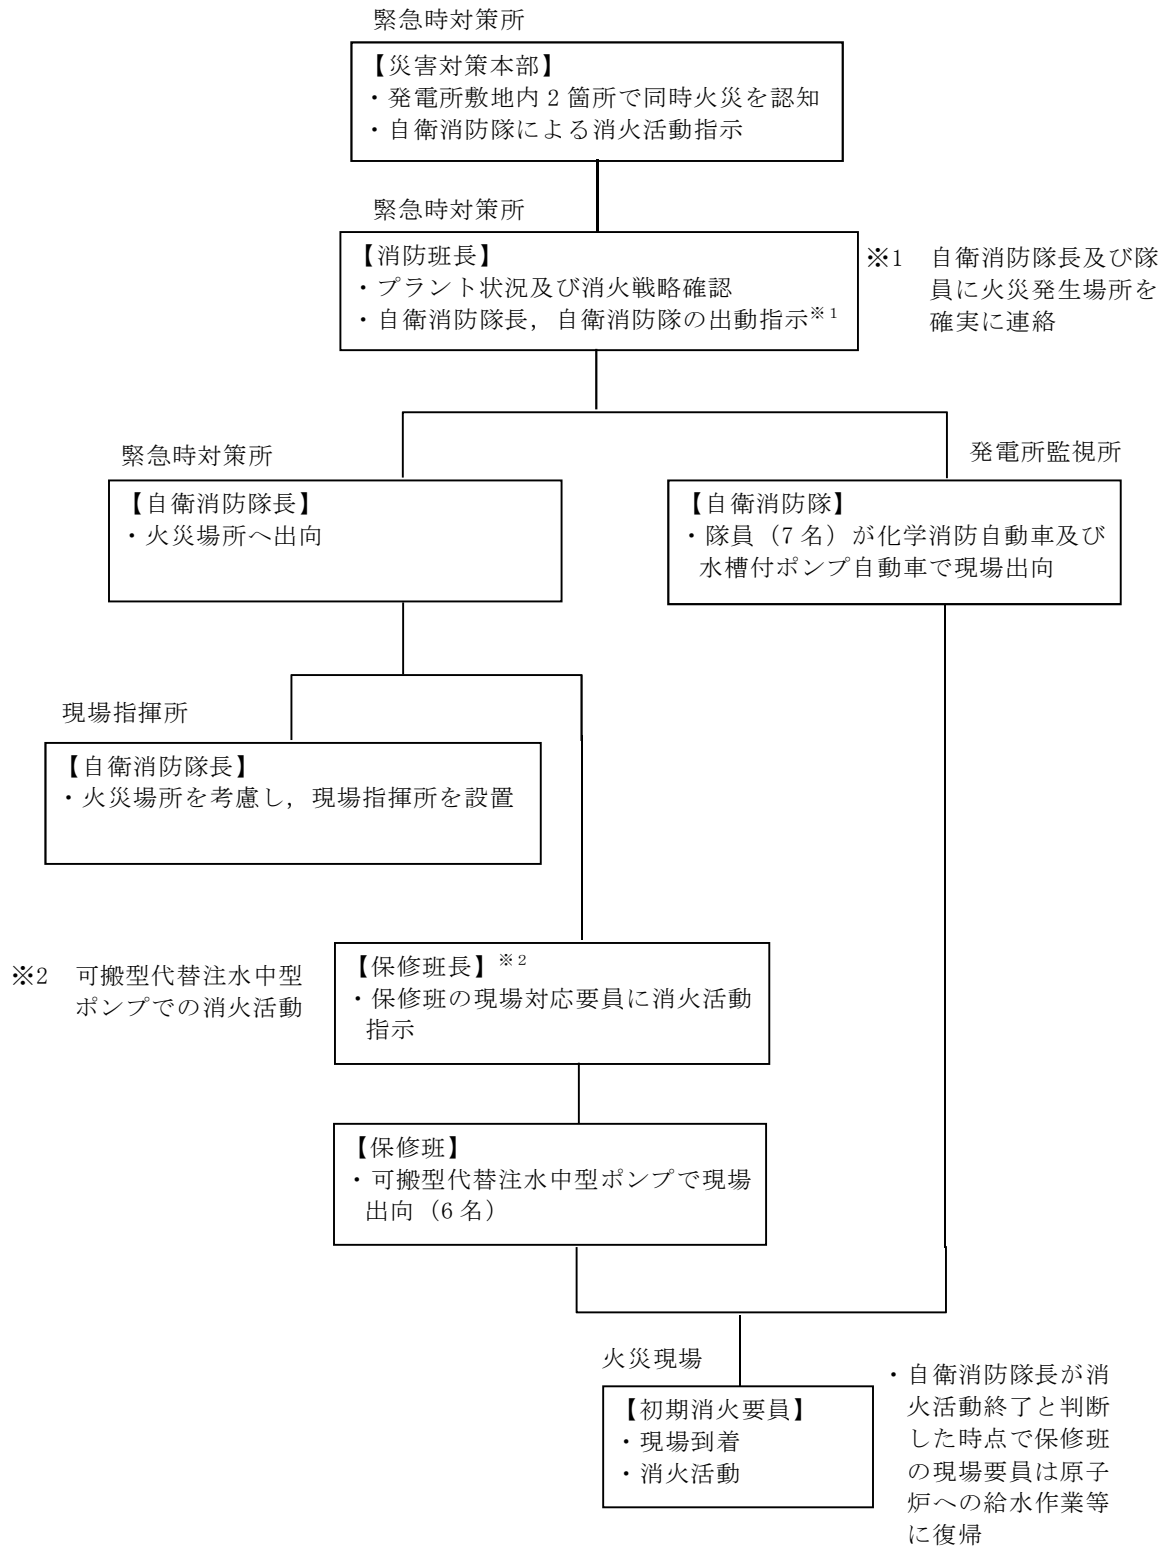 緊急時対策所
【災害対策本部】
・発電所敷地内 2 箇所で同時火災を認知
・自衛消防隊による消火活動指示
緊急時対策所
【消防班長】
・プラント状況及び消火戦略確認
・自衛消防隊長，自衛消防隊の出動指示※1
※1　自衛消防隊長及び隊
員に火災発生場所を
確実に連絡
緊急時対策所
【自衛消防隊長】
・火災場所へ出向
発電所監視所
【自衛消防隊】
・隊員（7 名）が化学消防自動車及び
水槽付ポンプ自動車で現場出向
現場指揮所
【自衛消防隊長】
・火災場所を考慮し，現場指揮所を設置
※2　可搬型代替注水中型
ポンプでの消火活動
【保修班長】※2
・保修班の現場対応要員に消火活動
指示
【保修班】
・可搬型代替注水中型ポンプで現場
出向（6 名）
火災現場
【初期消火要員】
・現場到着
・消火活動
・自衛消防隊長が消
火活動終了と判断
した時点で保修班
の現場要員は原子
炉への給水作業等
に復帰